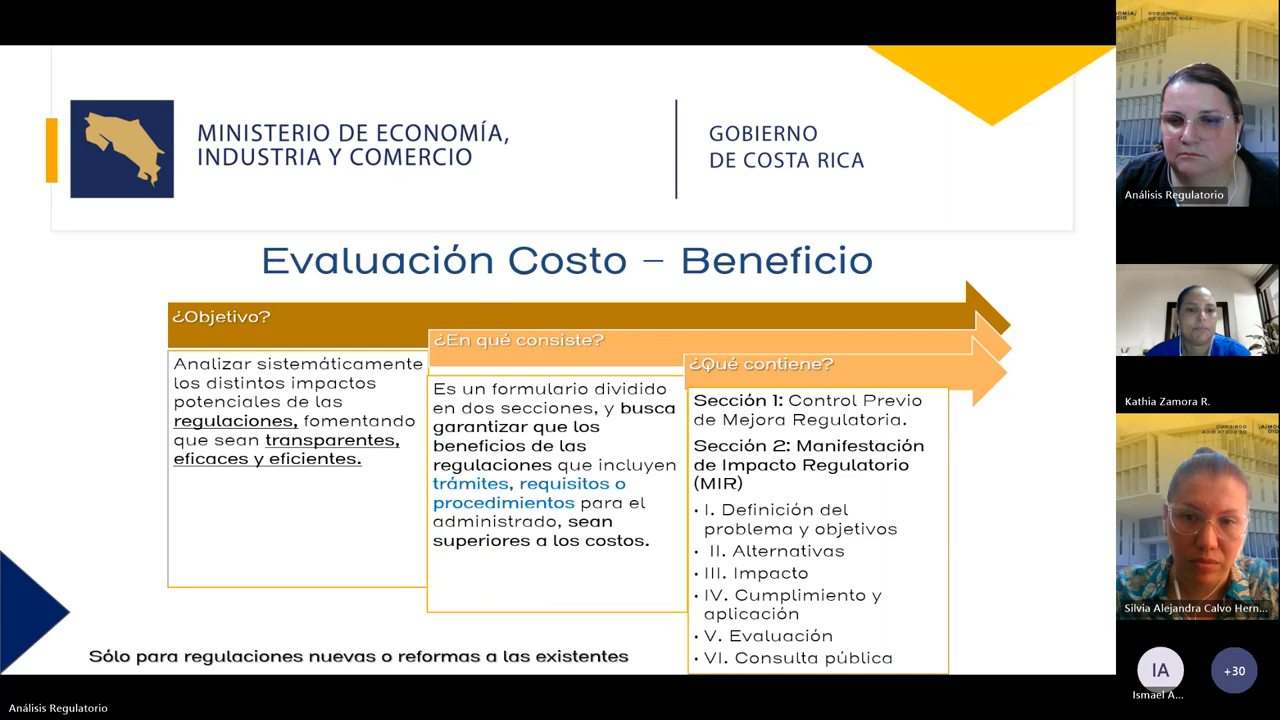 MINISTERIO DE ECONOMÍA,
INDUSTRIA Y COMERCIO
GOBIERNO
DE COSTA RICA
Evaluación Costo – Beneficio
¿Objetivo?
Analizar sistemáticamente
los distintos impactos
potenciales de las
regulaciones, fomentando
que sean transparentes,
eficaces y eficientes.
¿En qué consiste?
Es un formulario dividido
en dos secciones, y busca
garantizar que los
beneficios de las
regulaciones que incluyen
trámites, requisitos o
procedimientos para el
administrado, sean
superiores a los costos.
¿Qué contiene?
Sección 1: Control Previo
de Mejora Regulatoria.
Sección 2: Manifestación
de Impacto Regulatorio
(MIR)
• I. Definición del
problema y objetivos
• II. Alternativas
• III. Impacto
• IV. Cumplimiento y
aplicación
• V. Evaluación
• VI. Consulta pública
Sólo para regulaciones nuevas o reformas a las existentes
Análisis Regulatorio
GOBIERNO
DE COSTA RICA
Análisis Regulatorio
Kathia Zamora R.
Silvia Alejandra Calvo Hern...
IA
Ismael A...
+30